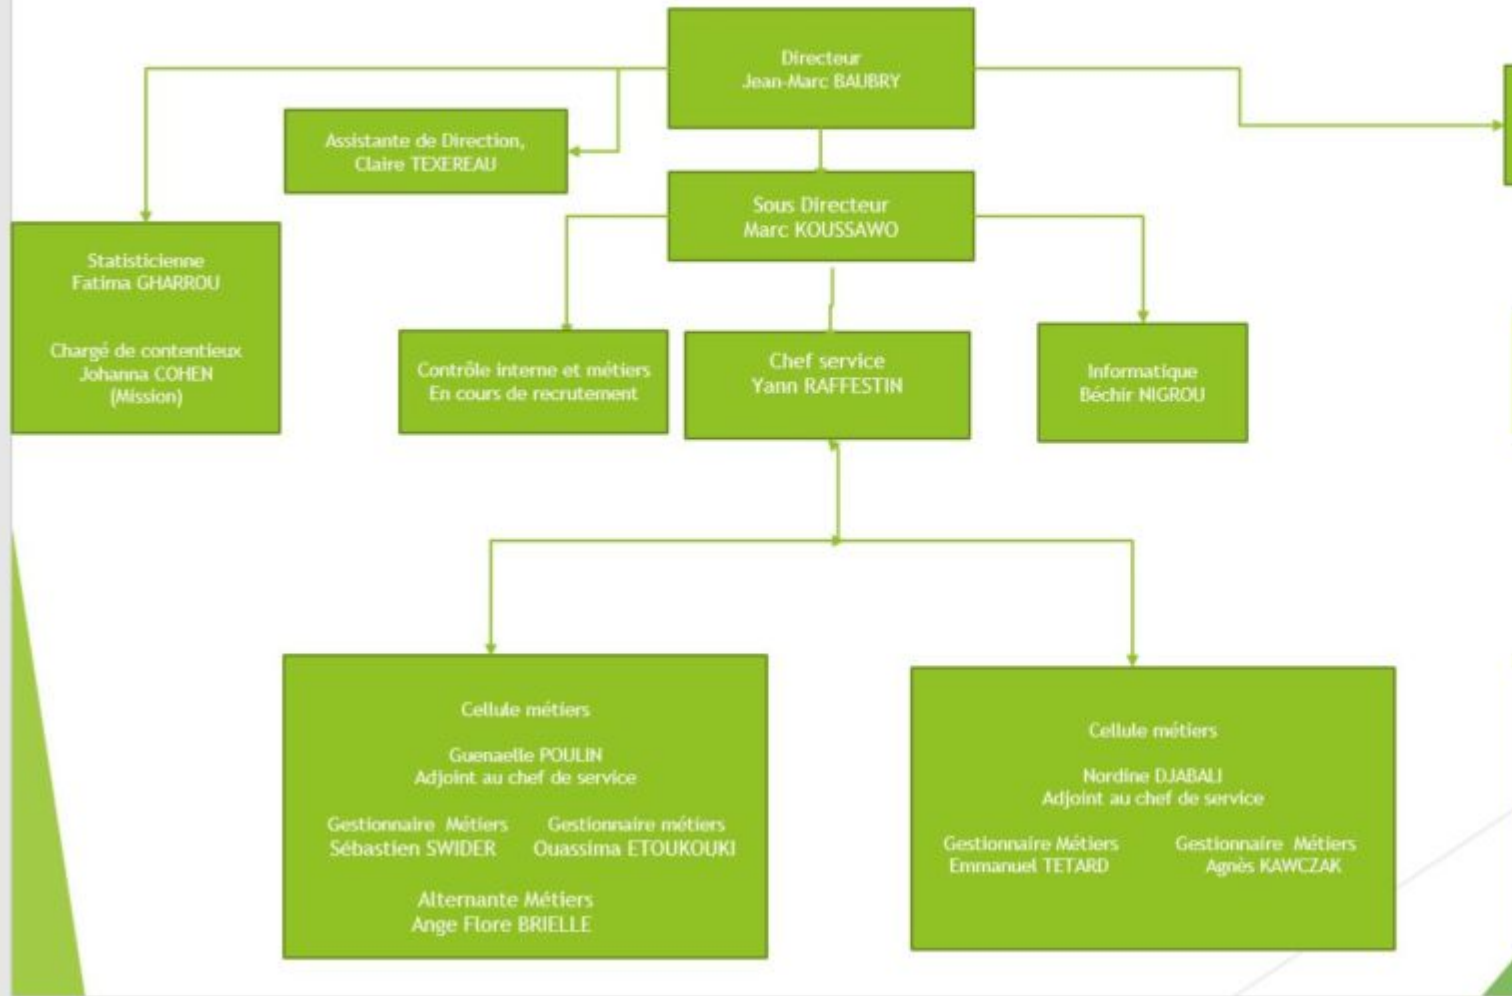 Directeur
Jean-Marc BAUBRY
Assistante de Direction,
Claire TEXEREAU
Sous Directeur
Marc KOUSSAWO
Statisticienne
Fatima GHARROU
Chargé de contentieux
Johanna COHEN
(Mission)
Contrôle interne et métiers
En cours de recrutement
Chef service
Yann RAFFESTIN
Informatique
Béchir NIGROU
Cellule métiers
Guenaelle POULIN
Adjoint au chef de service
Gestionnaire Métiers
Sébastien SWIDER
Gestionnaire métiers
Ouassima ETOUKOUKI
Alternante Métiers
Ange Flore BRIELLE
Cellule métiers
Nordine DJABALI
Adjoint au chef de service
Gestionnaire Métiers
Emmanuel TETARD
Gestionnaire Métiers
Agnès KAWCZAK